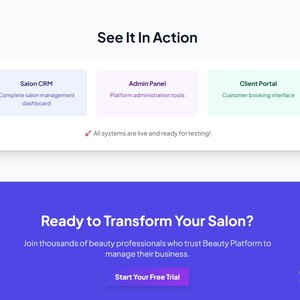 See It In Action
Salon CRM
Complete salon management
dashboard
Admin Panel
Platform administration tools
Client Portal
Customer booking interface
🚀 All systems are live and ready for testing!
Ready to Transform Your Salon?
Join thousands of beauty professionals who trust Beauty Platform to
manage their business.
Start Your Free Trial